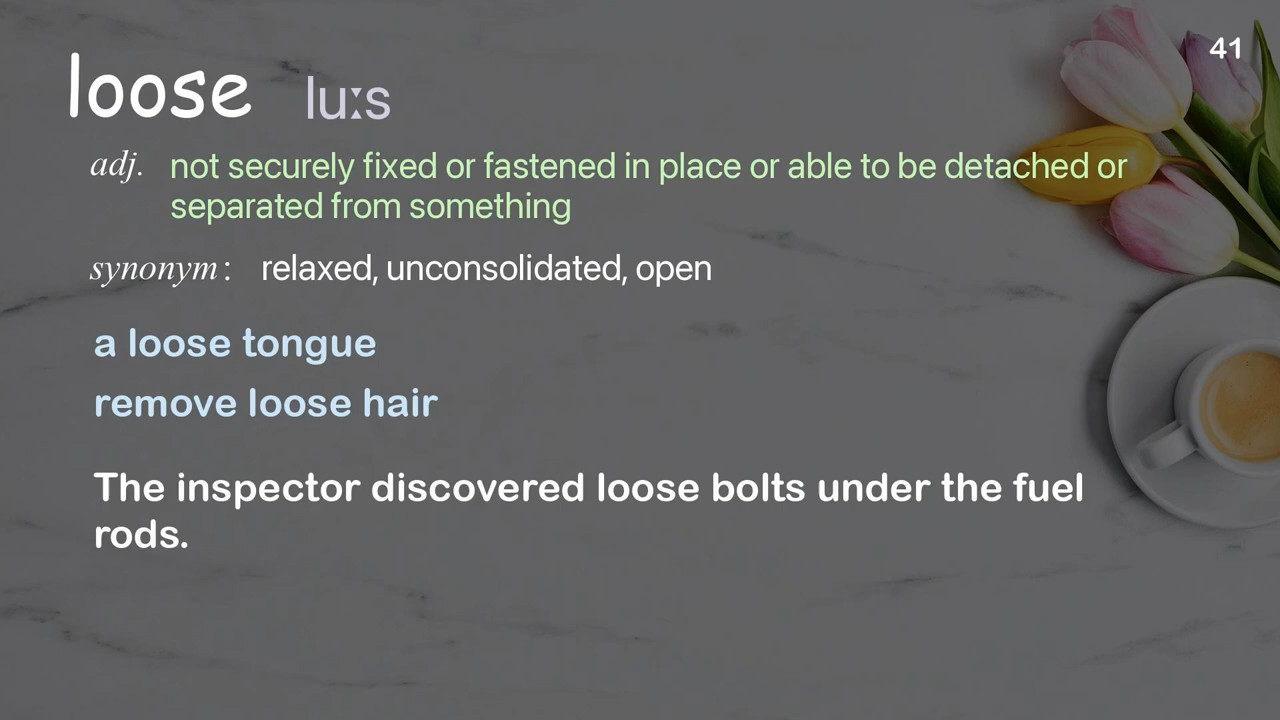 41
loose luːs
adj. not securely fixed or fastened in place or able to be detached or
separated from something
synonym: relaxed, unconsolidated, open
a loose tongue
remove loose hair
The inspector discovered loose bolts under the fuel
rods.